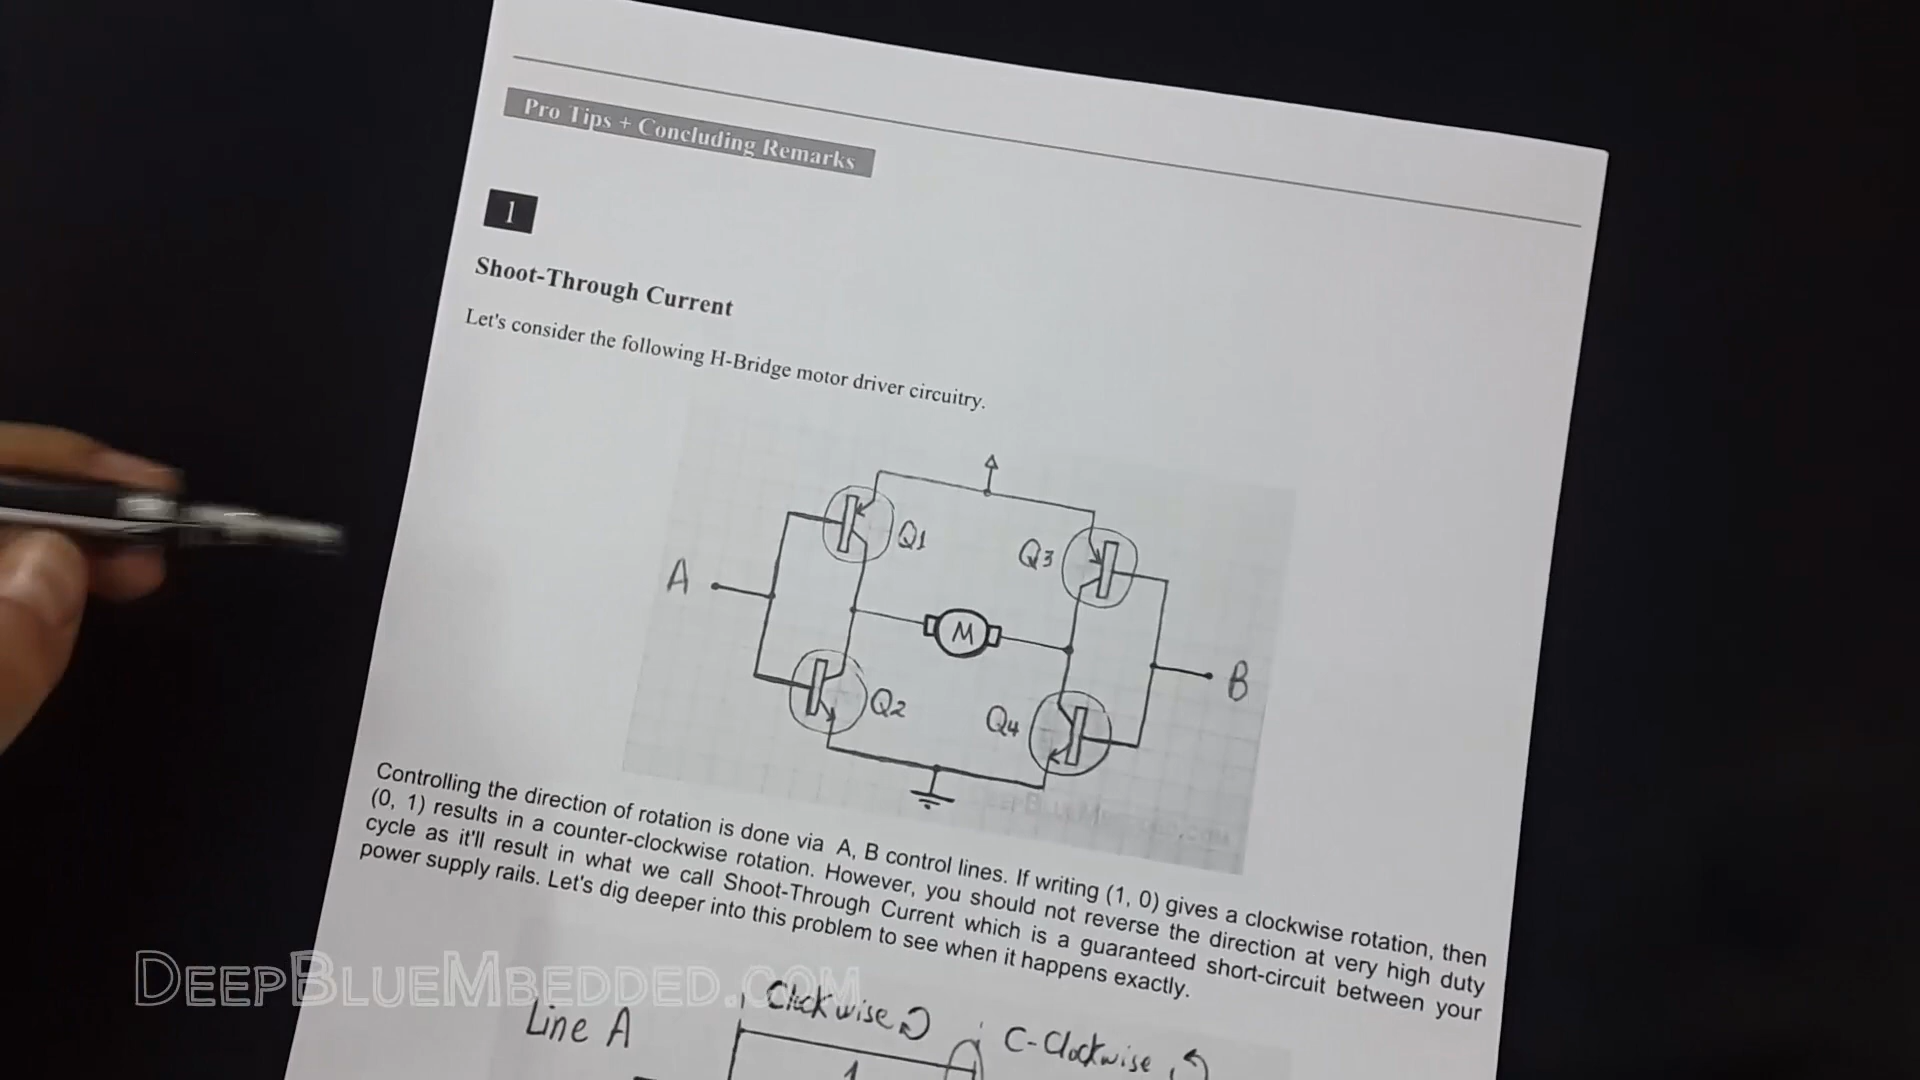 Pro Tips + Concluding Remarks
1
Shoot-Through Current
Let's consider the following H-Bridge motor driver circuitry.
Q1
Q3
A
M
B
Q2
Q4
Controlling the direction of rotation is done via A, B control lines. If writing (1, 0) gives a clockwise rotation, then
(0, 1) results in a counter-clockwise rotation. However, you should not reverse the direction at very high duty
cycle as it'll result in what we call Shoot-Through Current which is a guaranteed short-circuit between your
power supply rails. Let's dig deeper into this problem to see when it happens exactly.
DEEPBLUEMBEDDED.COM
Line A
Clockwise
C-Clockwise
1